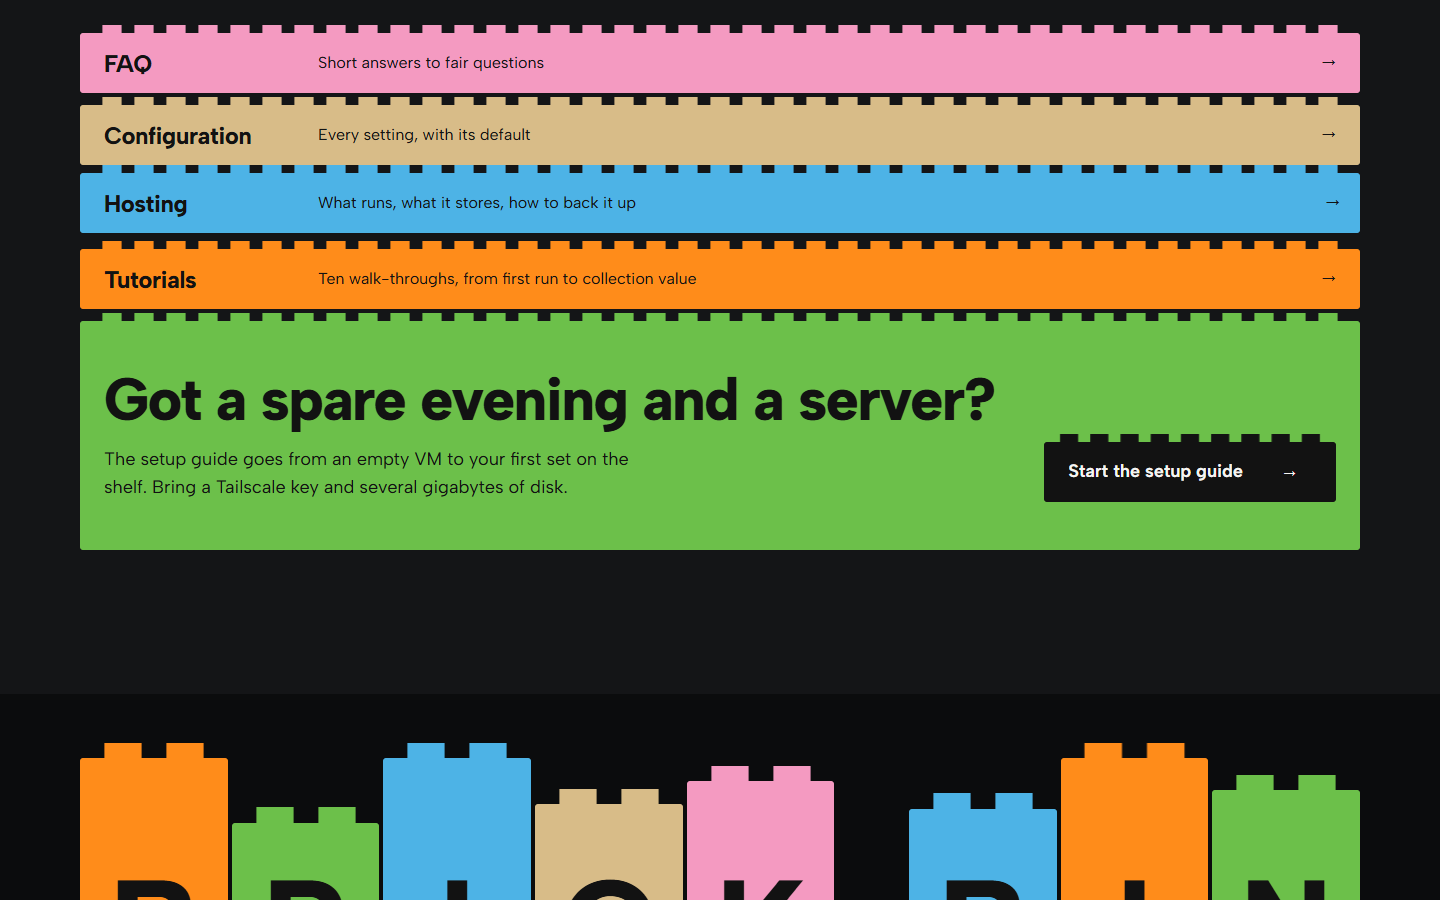 FAQ Short answers to fair questions →
Configuration Every setting, with its default →
Hosting What runs, what it stores, how to back it up →
Tutorials Ten walk-throughs, from first run to collection value →
Got a spare evening and a server?
The setup guide goes from an empty VM to your first set on the
shelf. Bring a Tailscale key and several gigabytes of disk.
Start the setup guide →